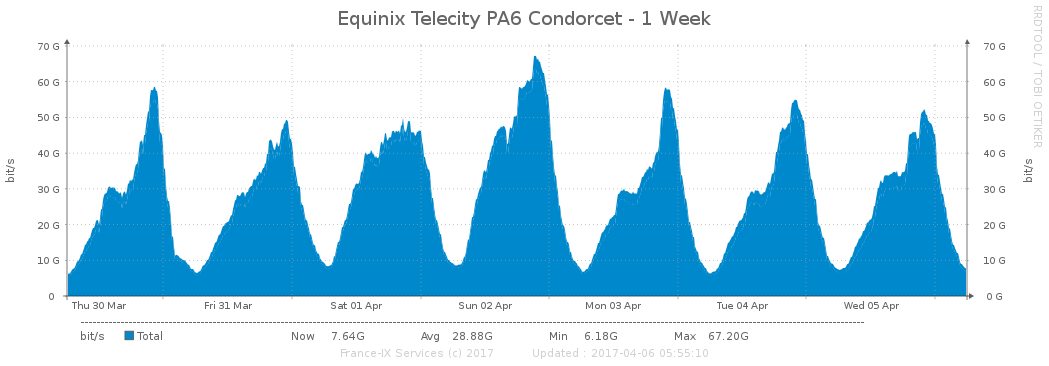 Equinix Telecity PA6 Condorcet - 1 Week
RRDTOOL / TOBI OETIKER
70 G 70 G
60 G 60 G
50 G 50 G
40 G 40 G
30 G 30 G
20 G 20 G
10 G 10 G
0 0 G
bit/s
bit/s
Thu 30 Mar Fri 31 Mar Sat 01 Apr Sun 02 Apr Mon 03 Apr Tue 04 Apr Wed 05 Apr
bit/s Total Now 7.64G Avg 28.88G Min 6.18G Max 67.20G
France-IX Services (c) 2017 Updated : 2017-04-06 05:55:10